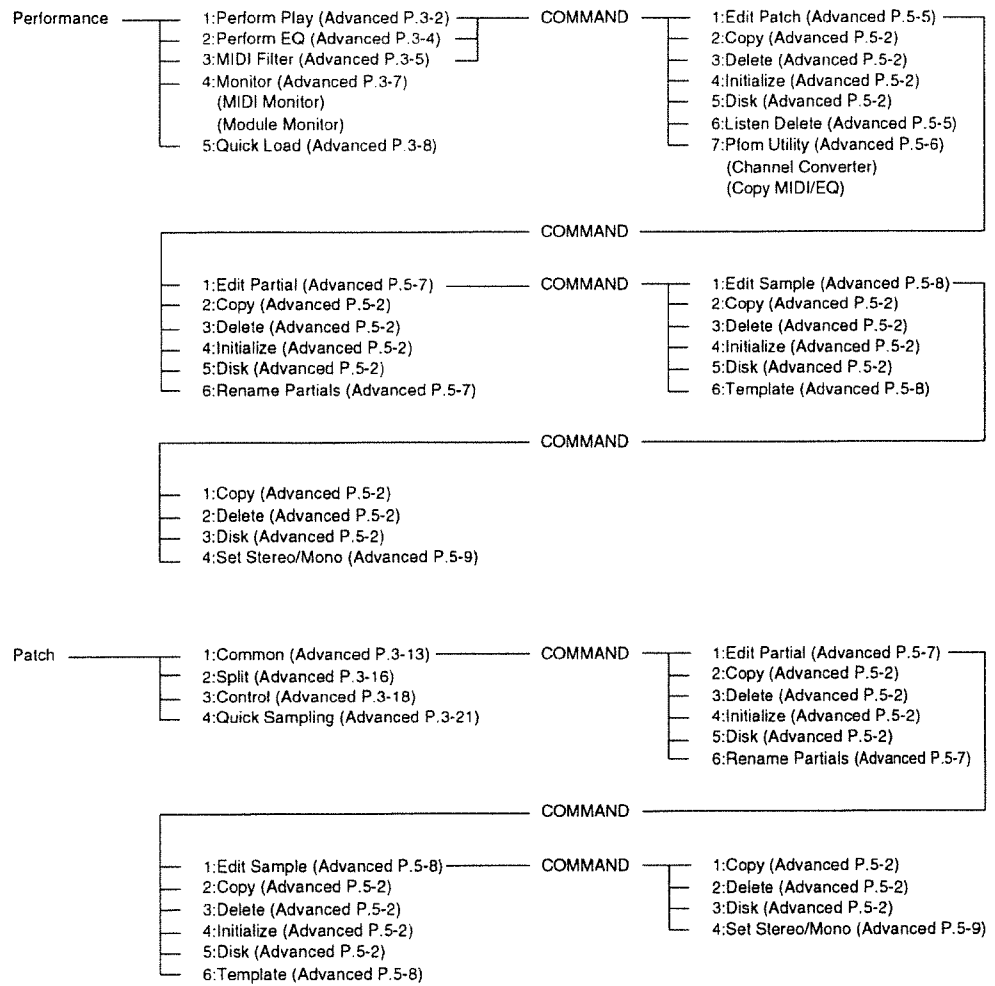 Performance
1:Perform Play (Advanced P.3-2)
2:Perform EQ (Advanced P.3-4)
3:MIDI Filter (Advanced P.3-5)
4:Monitor (Advanced P.3-7)
(MIDI Monitor)
(Module Monitor)
5:Quick Load (Advanced P.3-8)
COMMAND
1:Edit Patch (Advanced P.5-5)
2:Copy (Advanced P.5-2)
3:Delete (Advanced P.5-2)
4:Initialize (Advanced P.5-2)
5:Disk (Advanced P.5-2)
6:Listen Delete (Advanced P.5-5)
7:Pfom Utility (Advanced P.5-6)
(Channel Converter)
(Copy MIDI/EQ)
COMMAND
1:Edit Partial (Advanced P.5-7)
2:Copy (Advanced P.5-2)
3:Delete (Advanced P.5-2)
4:Initialize (Advanced P.5-2)
5:Disk (Advanced P.5-2)
6:Rename Partials (Advanced P.5-7)
COMMAND
1:Edit Sample (Advanced P.5-8)
2:Copy (Advanced P.5-2)
3:Delete (Advanced P.5-2)
4:Initialize (Advanced P.5-2)
5:Disk (Advanced P.5-2)
6:Template (Advanced P.5-8)
COMMAND
1:Copy (Advanced P.5-2)
2:Delete (Advanced P.5-2)
3:Disk (Advanced P.5-2)
4:Set Stereo/Mono (Advanced P.5-9)
Patch
1:Common (Advanced P.3-13)
2:Split (Advanced P.3-16)
3:Control (Advanced P.3-18)
4:Quick Sampling (Advanced P.3-21)
COMMAND
1:Edit Partial (Advanced P.5-7)
2:Copy (Advanced P.5-2)
3:Delete (Advanced P.5-2)
4:Initialize (Advanced P.5-2)
5:Disk (Advanced P.5-2)
6:Rename Partials (Advanced P.5-7)
COMMAND
1:Edit Sample (Advanced P.5-8)
2:Copy (Advanced P.5-2)
3:Delete (Advanced P.5-2)
4:Initialize (Advanced P.5-2)
5:Disk (Advanced P.5-2)
6:Template (Advanced P.5-8)
COMMAND
1:Copy (Advanced P.5-2)
2:Delete (Advanced P.5-2)
3:Disk (Advanced P.5-2)
4:Set Stereo/Mono (Advanced P.5-9)